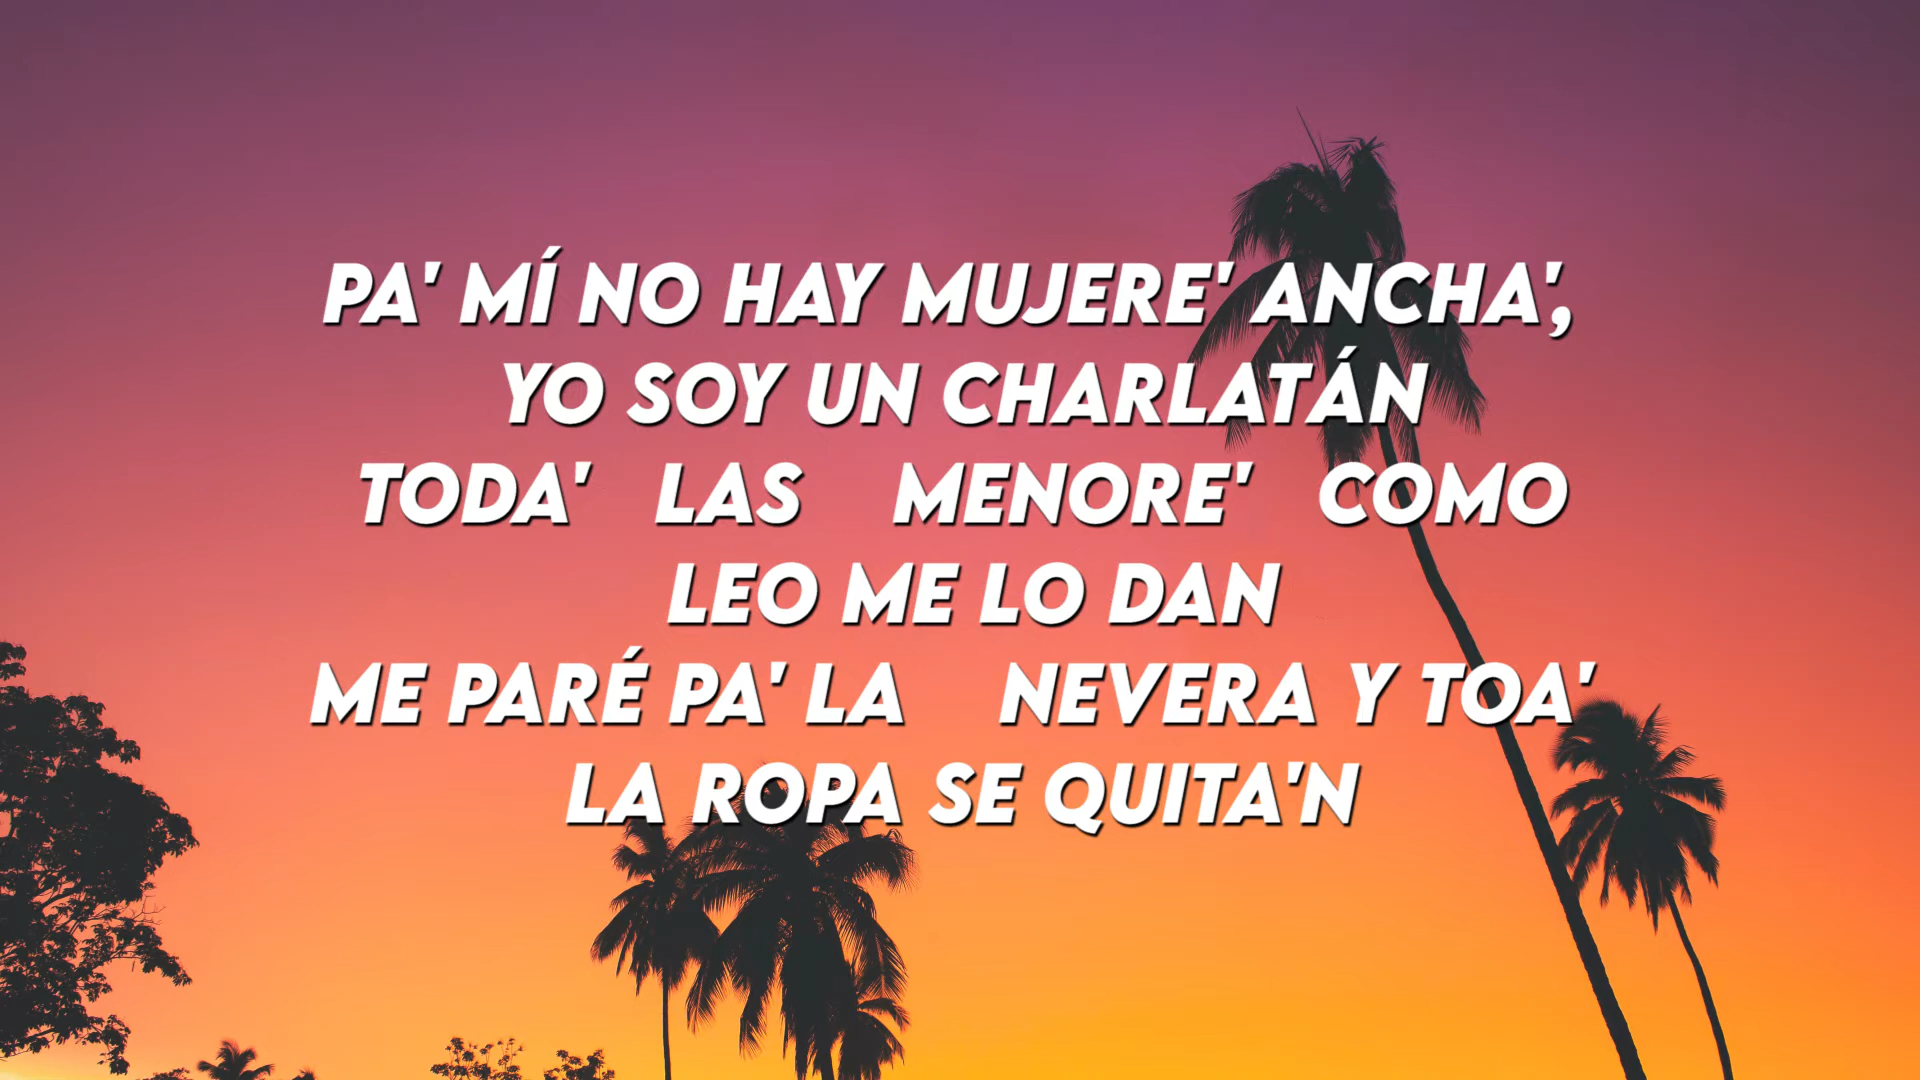 PA' MÍ NO HAY MUJERE' ANCHA',
YO SOY UN CHARLATÁN
TODA' LAS MENORE' COMO
LEO ME LO DAN
ME PARÉ PA' LA NEVERA Y TOA'
LA ROPA SE QUITA'N